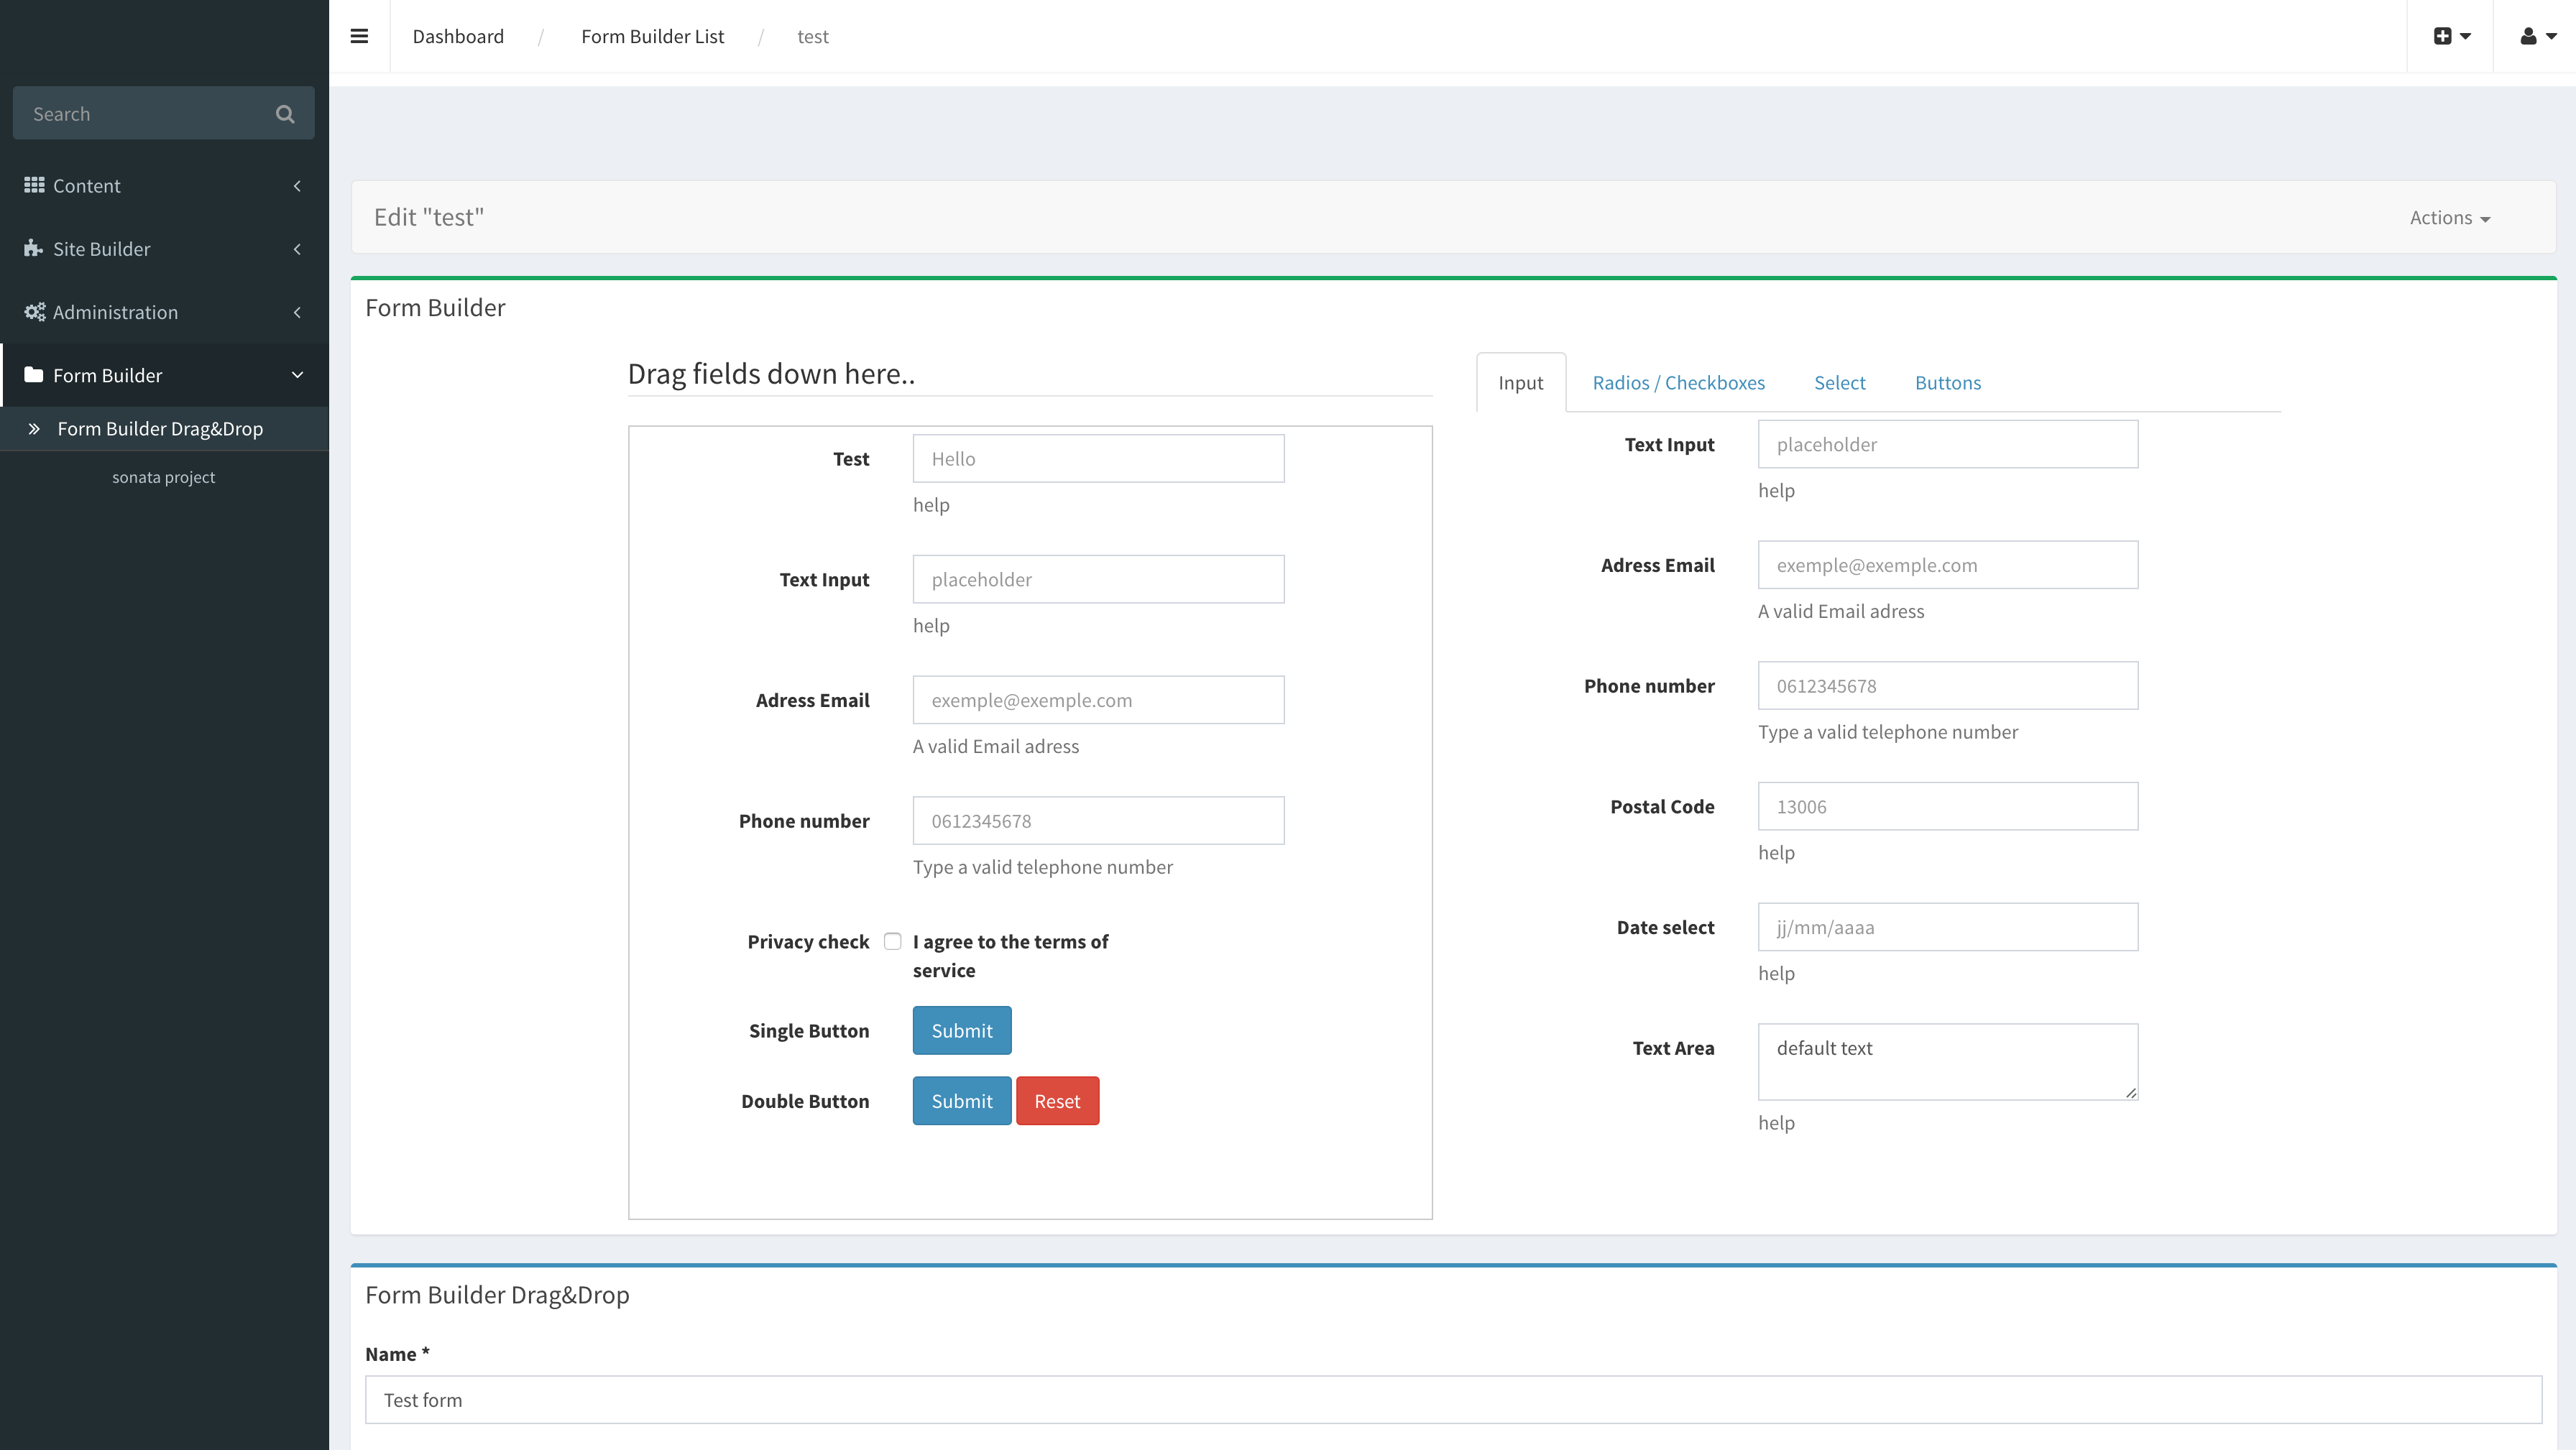 Dashboard / Form Builder List / test
Search
Content
Site Builder
Administration
Form Builder
Form Builder Drag&Drop
sonata project
Edit "test"
Actions
Form Builder
Drag fields down here..
Test
Hello
help
Text Input
placeholder
help
Adress Email
exemple@exemple.com
A valid Email adress
Phone number
0612345678
Type a valid telephone number
Privacy check
I agree to the terms of
service
Single Button
Submit
Double Button
Submit
Reset
Input
Radios / Checkboxes
Select
Buttons
Text Input
placeholder
help
Adress Email
exemple@exemple.com
A valid Email adress
Phone number
0612345678
Type a valid telephone number
Postal Code
13006
help
Date select
jj/mm/aaaa
help
Text Area
default text
help
Form Builder Drag&Drop
Name *
Test form